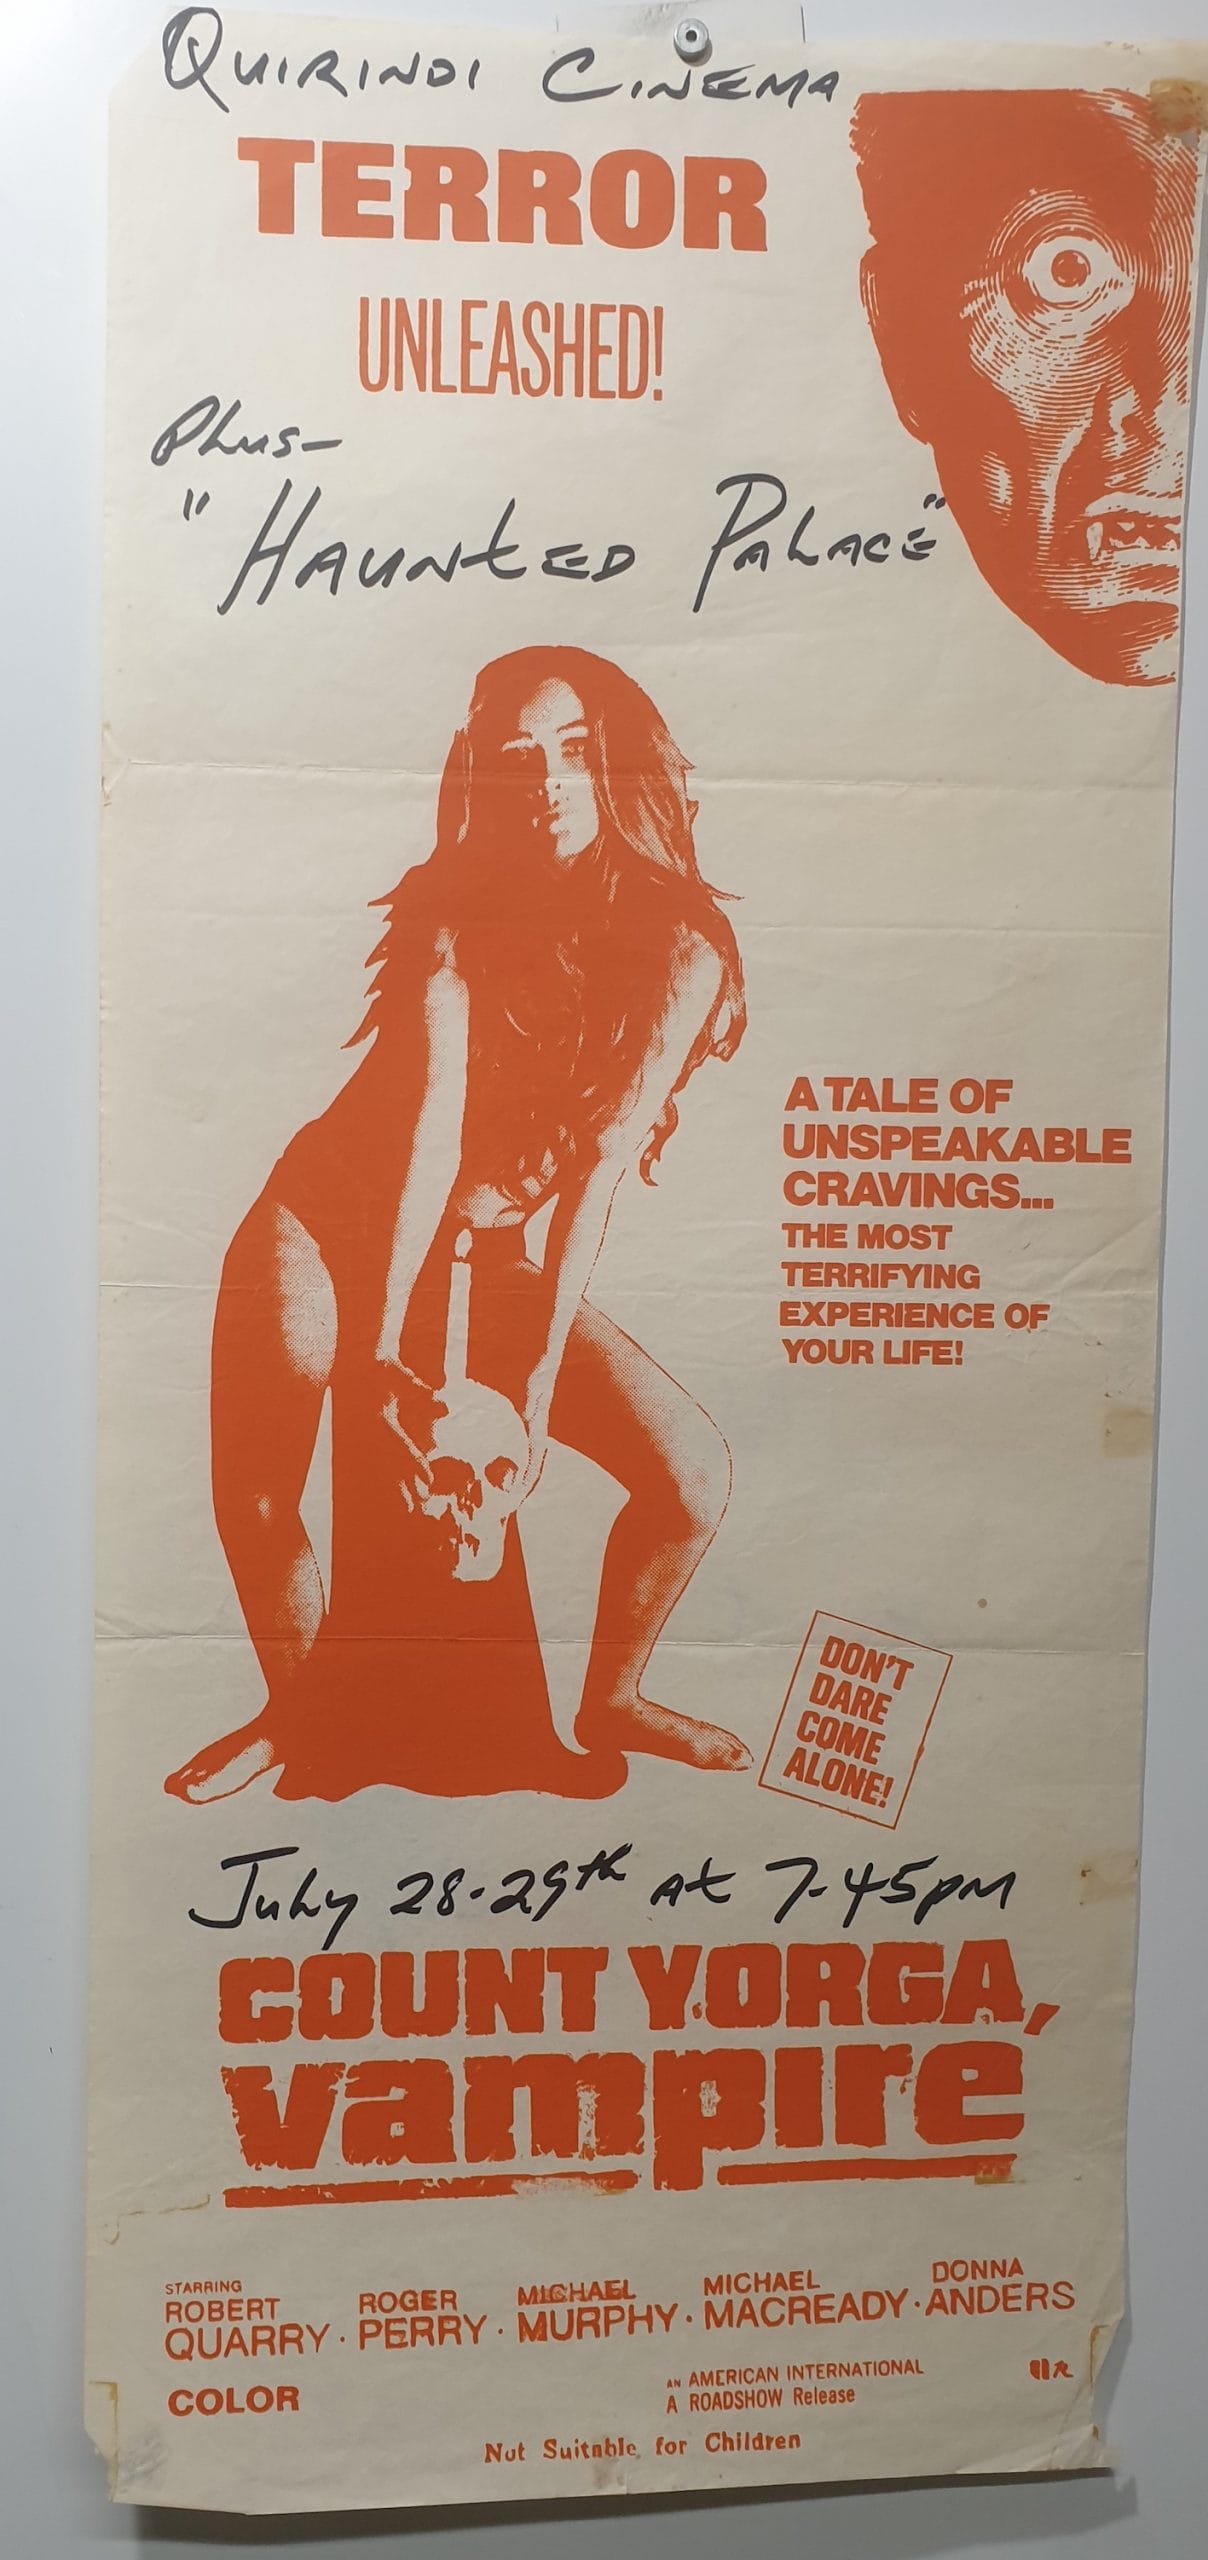 QUIRINDI CINEMA
TERROR
UNLEASHED!
Plus-
"HAUNTED PALACE"
A TALE OF
UNSPEAKABLE
CRAVINGS...
THE MOST
TERRIFYING
EXPERIENCE OF
YOUR LIFE!
DON'T
DARE
COME
ALONE!
July 28-29th at 7-45pm
COUNT YORGA,
vampire
STARRING
ROBERT QUARRY · ROGER PERRY · MICHAEL MURPHY · MICHAEL MACREADY · DONNA ANDERS
COLOR
AN AMERICAN INTERNATIONAL
A ROADSHOW Release
Not Suitable for Children